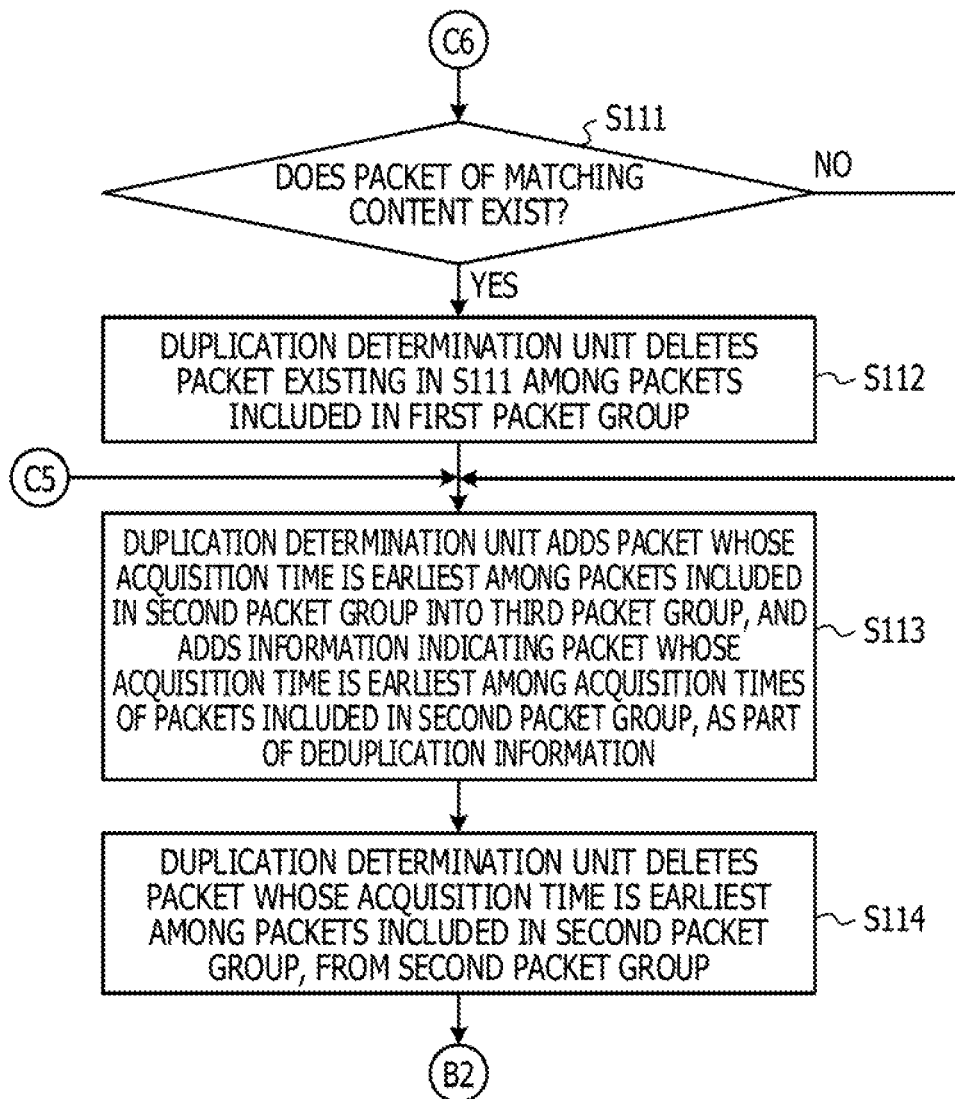 C6
S111
DOES PACKET OF MATCHING
CONTENT EXIST?
NO
YES
DUPLICATION DETERMINATION UNIT DELETES
PACKET EXISTING IN S111 AMONG PACKETS
INCLUDED IN FIRST PACKET GROUP
S112
C5
DUPLICATION DETERMINATION UNIT ADDS PACKET WHOSE
ACQUISITION TIME IS EARLIEST AMONG PACKETS INCLUDED
IN SECOND PACKET GROUP INTO THIRD PACKET GROUP, AND
ADDS INFORMATION INDICATING PACKET WHOSE
ACQUISITION TIME IS EARLIEST AMONG ACQUISITION TIMES
OF PACKETS INCLUDED IN SECOND PACKET GROUP, AS PART
OF DEDUPLICATION INFORMATION
S113
DUPLICATION DETERMINATION UNIT DELETES
PACKET WHOSE ACQUISITION TIME IS EARLIEST
AMONG PACKETS INCLUDED IN SECOND PACKET
GROUP, FROM SECOND PACKET GROUP
S114
B2